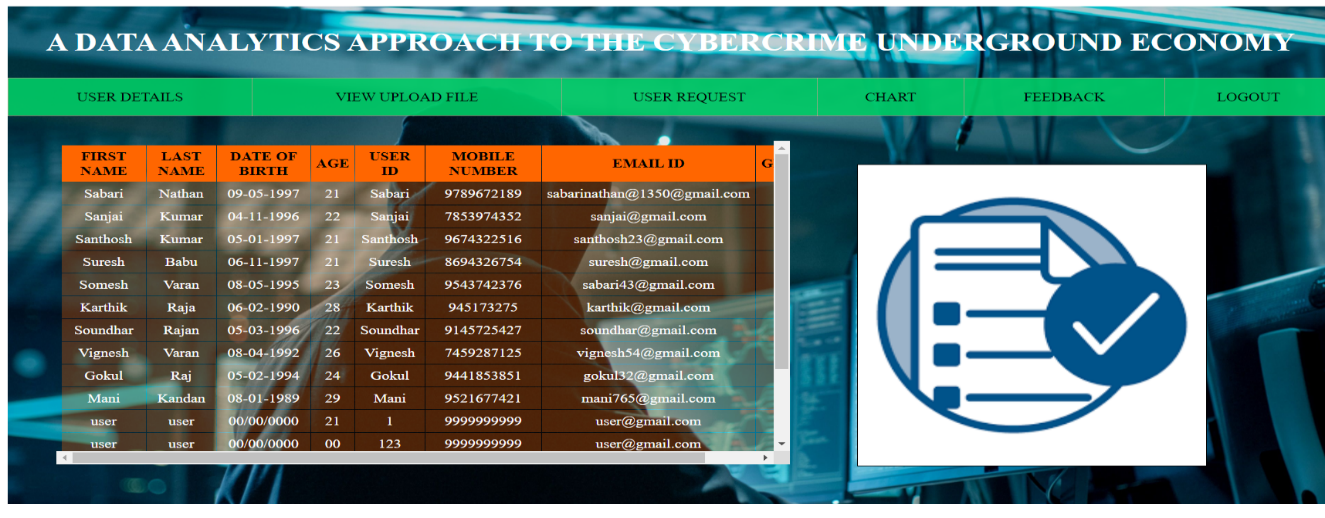 A DATA ANALYTICS APPROACH TO THE CYBERCRIME UNDERGROUND ECONOMY
USER DETAILS VIEW UPLOAD FILE USER REQUEST CHART FEEDBACK LOGOUT
FIRST NAME LAST NAME DATE OF BIRTH AGE USER ID MOBILE NUMBER EMAIL ID G
Sabari Nathan 09-05-1997 21 Sabari 9789672189 sabarinathan@1350@gmail.com
Sanjai Kumar 04-11-1996 22 Sanjai 7853974352 sanjai@gmail.com
Santhosh Kumar 05-01-1997 21 Santhosh 9674322516 santhosh23@gmail.com
Suresh Babu 06-11-1997 21 Suresh 8694326754 suresh@gmail.com
Somesh Varan 08-05-1995 23 Somesh 9543742376 sabari43@gmail.com
Karthik Raja 06-02-1990 28 Karthik 945173275 karthik@gmail.com
Soundhar Rajan 05-03-1996 22 Soundhar 9145725427 soundhar@gmail.com
Vignesh Varan 08-04-1992 26 Vignesh 7459287125 vignesh54@gmail.com
Gokul Raj 05-02-1994 24 Gokul 9441853851 gokul32@gmail.com
Mani Kandan 08-01-1989 29 Mani 9521677421 mani765@gmail.com
user user 00/00/0000 21 1 9999999999 user@gmail.com
user user 00/00/0000 00 123 9999999999 user@gmail.com